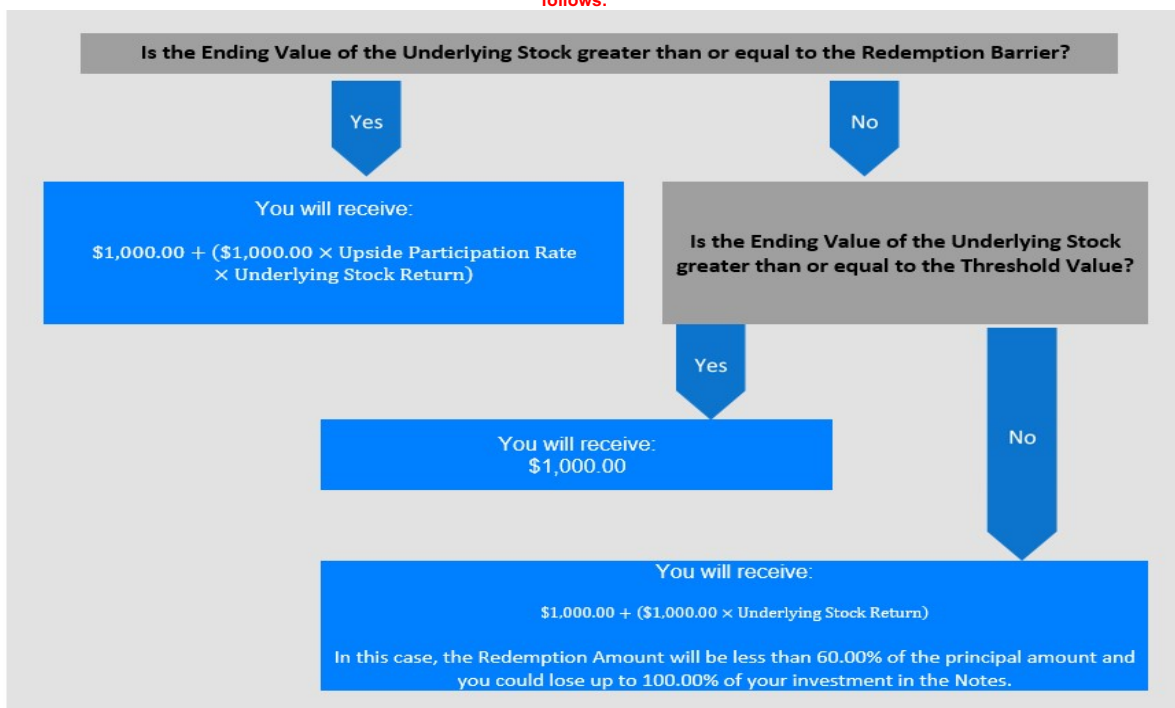 follows:
Is the Ending Value of the Underlying Stock greater than or equal to the Redemption Barrier?
Yes
No
You will receive:
$1,000.00 + ($1,000.00 × Upside Participation Rate
× Underlying Stock Return)
Is the Ending Value of the Underlying Stock
greater than or equal to the Threshold Value?
Yes
No
You will receive:
$1,000.00
You will receive:
$1,000.00 + ($1,000.00 × Underlying Stock Return)
In this case, the Redemption Amount will be less than 60.00% of the principal amount and
you could lose up to 100.00% of your investment in the Notes.